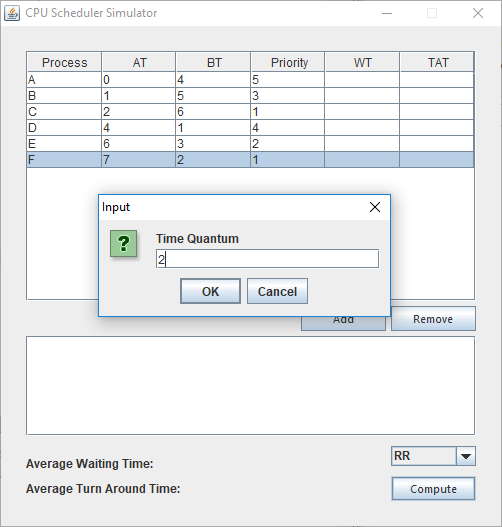 CPU Scheduler Simulator
Process AT BT Priority WT TAT
A 0 4 5
B 1 5 3
C 2 6 1
D 4 1 4
E 6 3 2
F 7 2 1
Input
?
Time Quantum
2
OK Cancel
Add Remove
RR
Average Waiting Time:
Average Turn Around Time: Compute